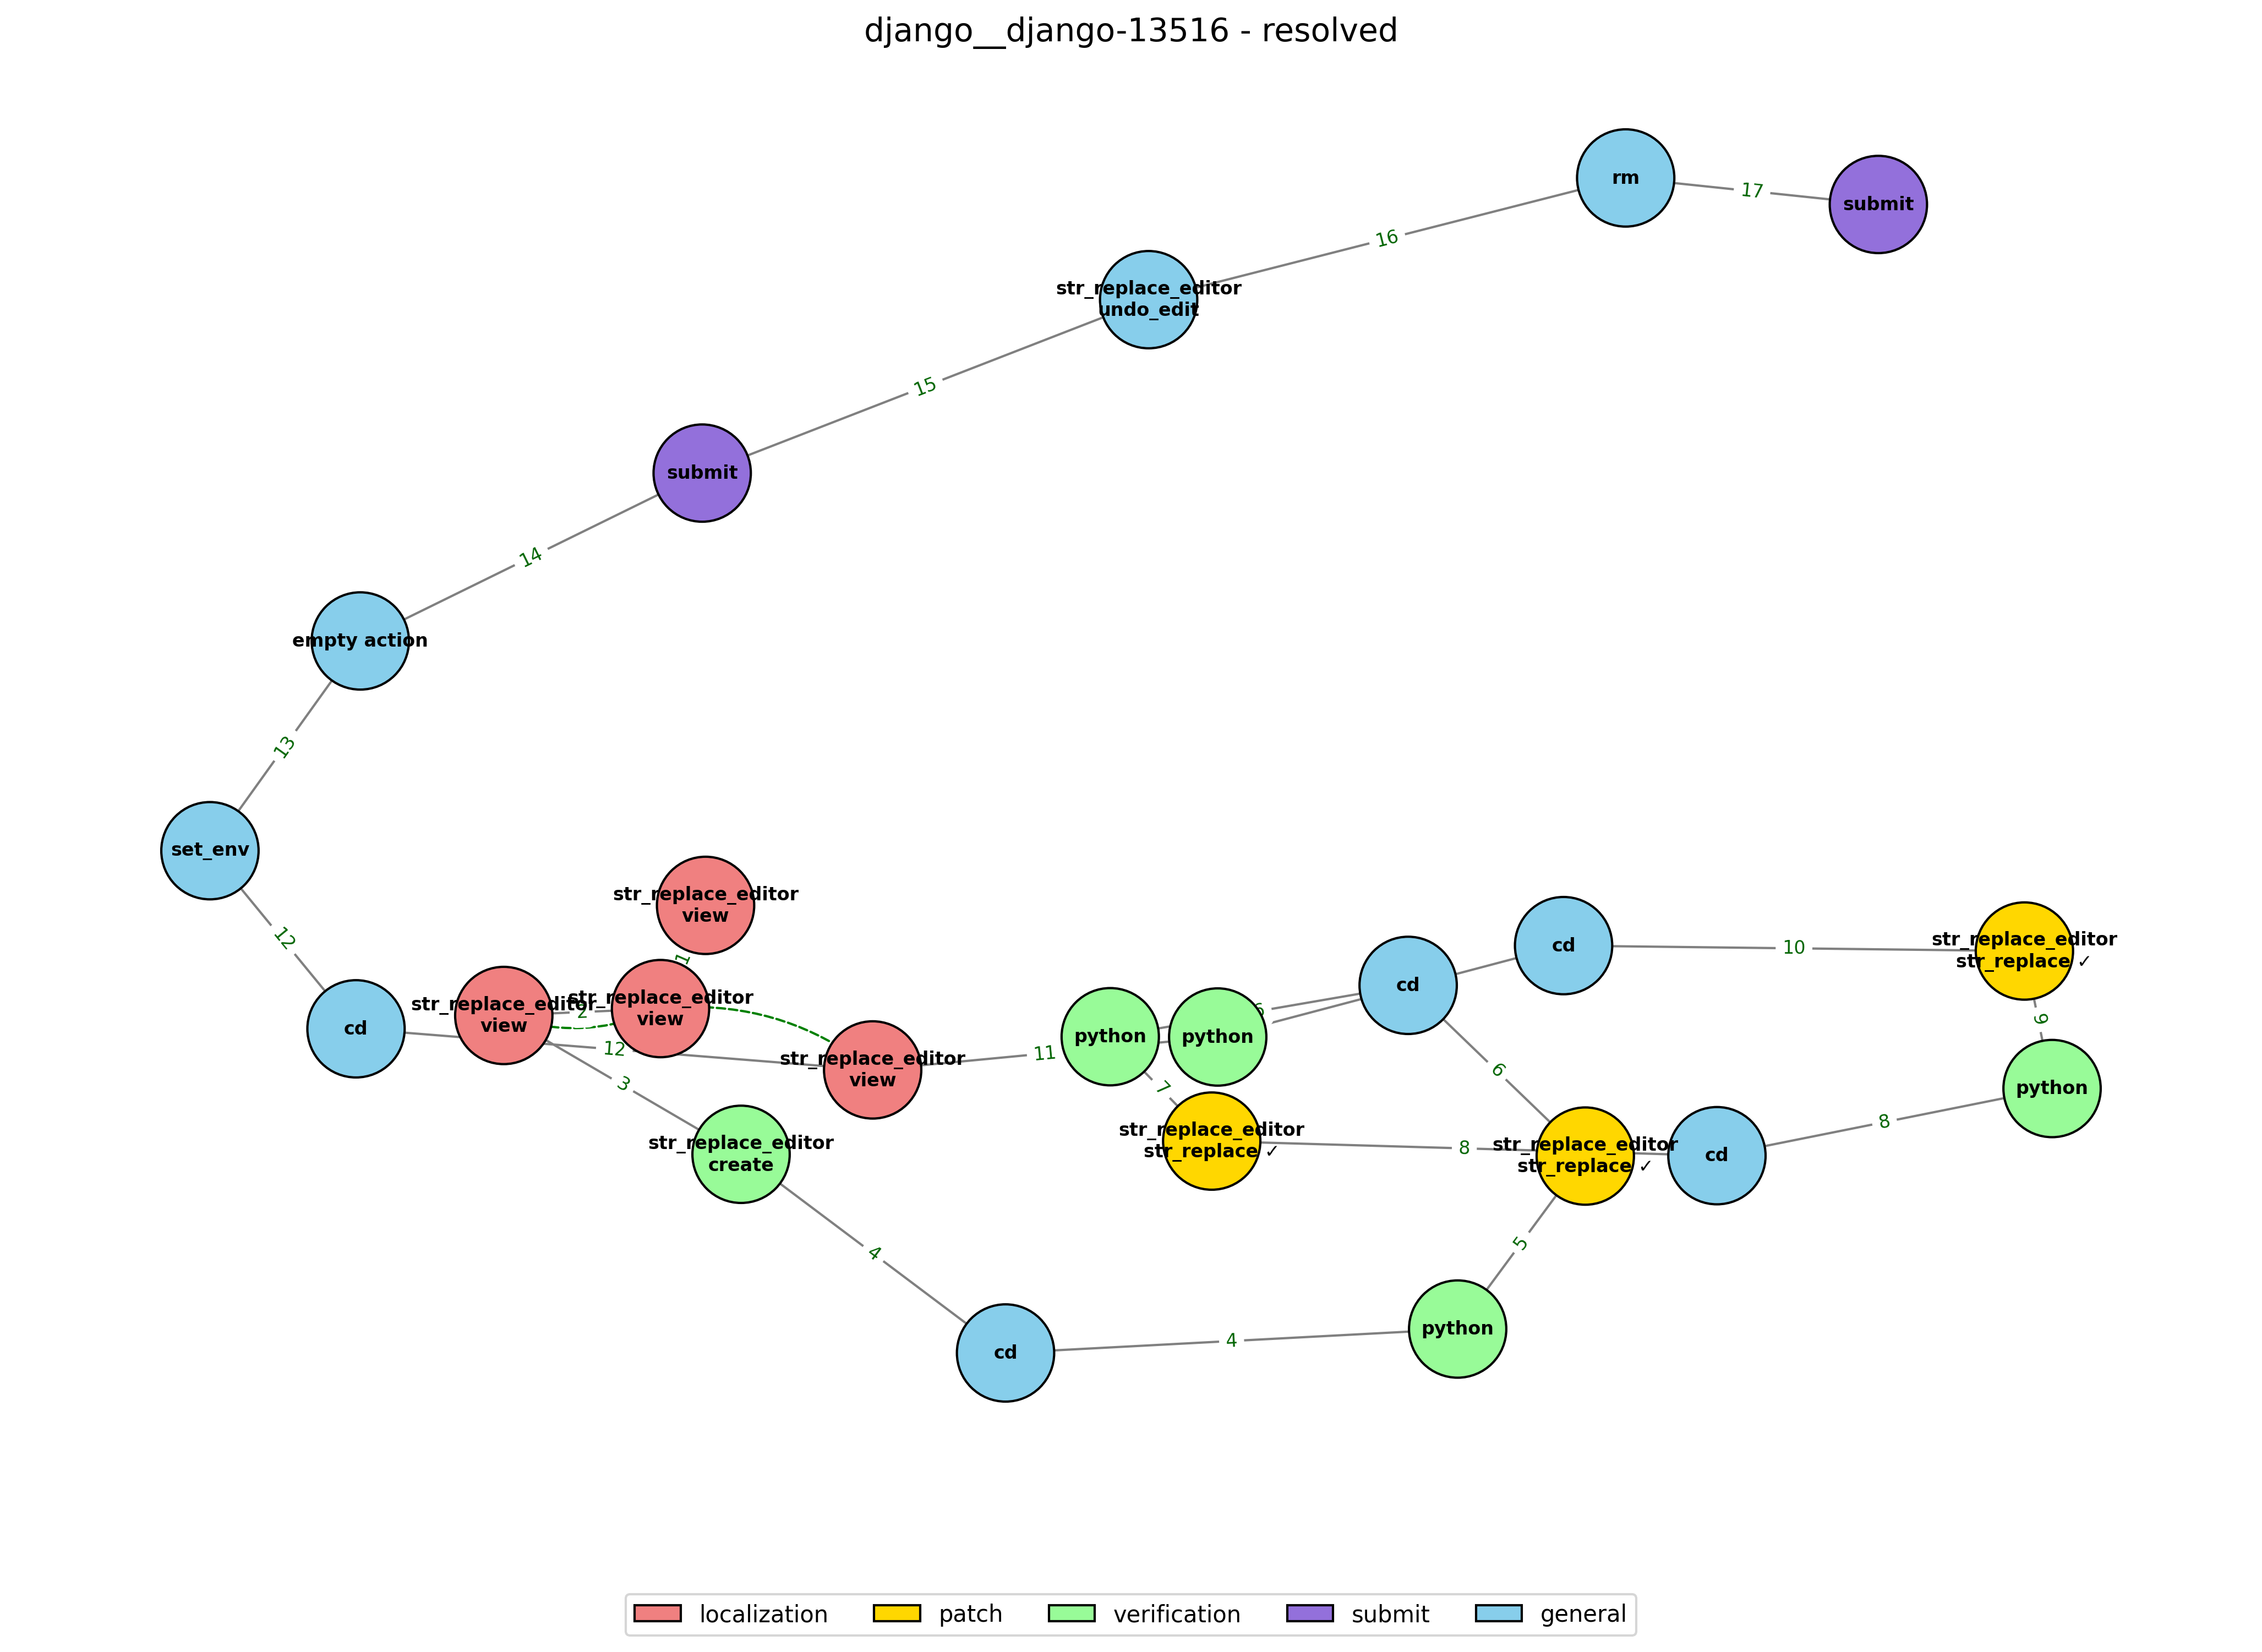 django__django-13516 - resolved
rm
17
submit
16
str_replace_editor
undo_edit
15
submit
14
empty action
13
set_env
12
str_replace_editor
view
1
str_replace_editor
view
2
str_replace_editor
view
cd
12
str_replace_editor
view
11
python
python
6
cd
cd
10
str_replace_editor
str_replace ✓
9
python
7
6
str_replace_editor
str_replace ✓
8
str_replace_editor
str_replace ✓
cd
8
3
str_replace_editor
create
4
5
cd
4
python
localization
patch
verification
submit
general